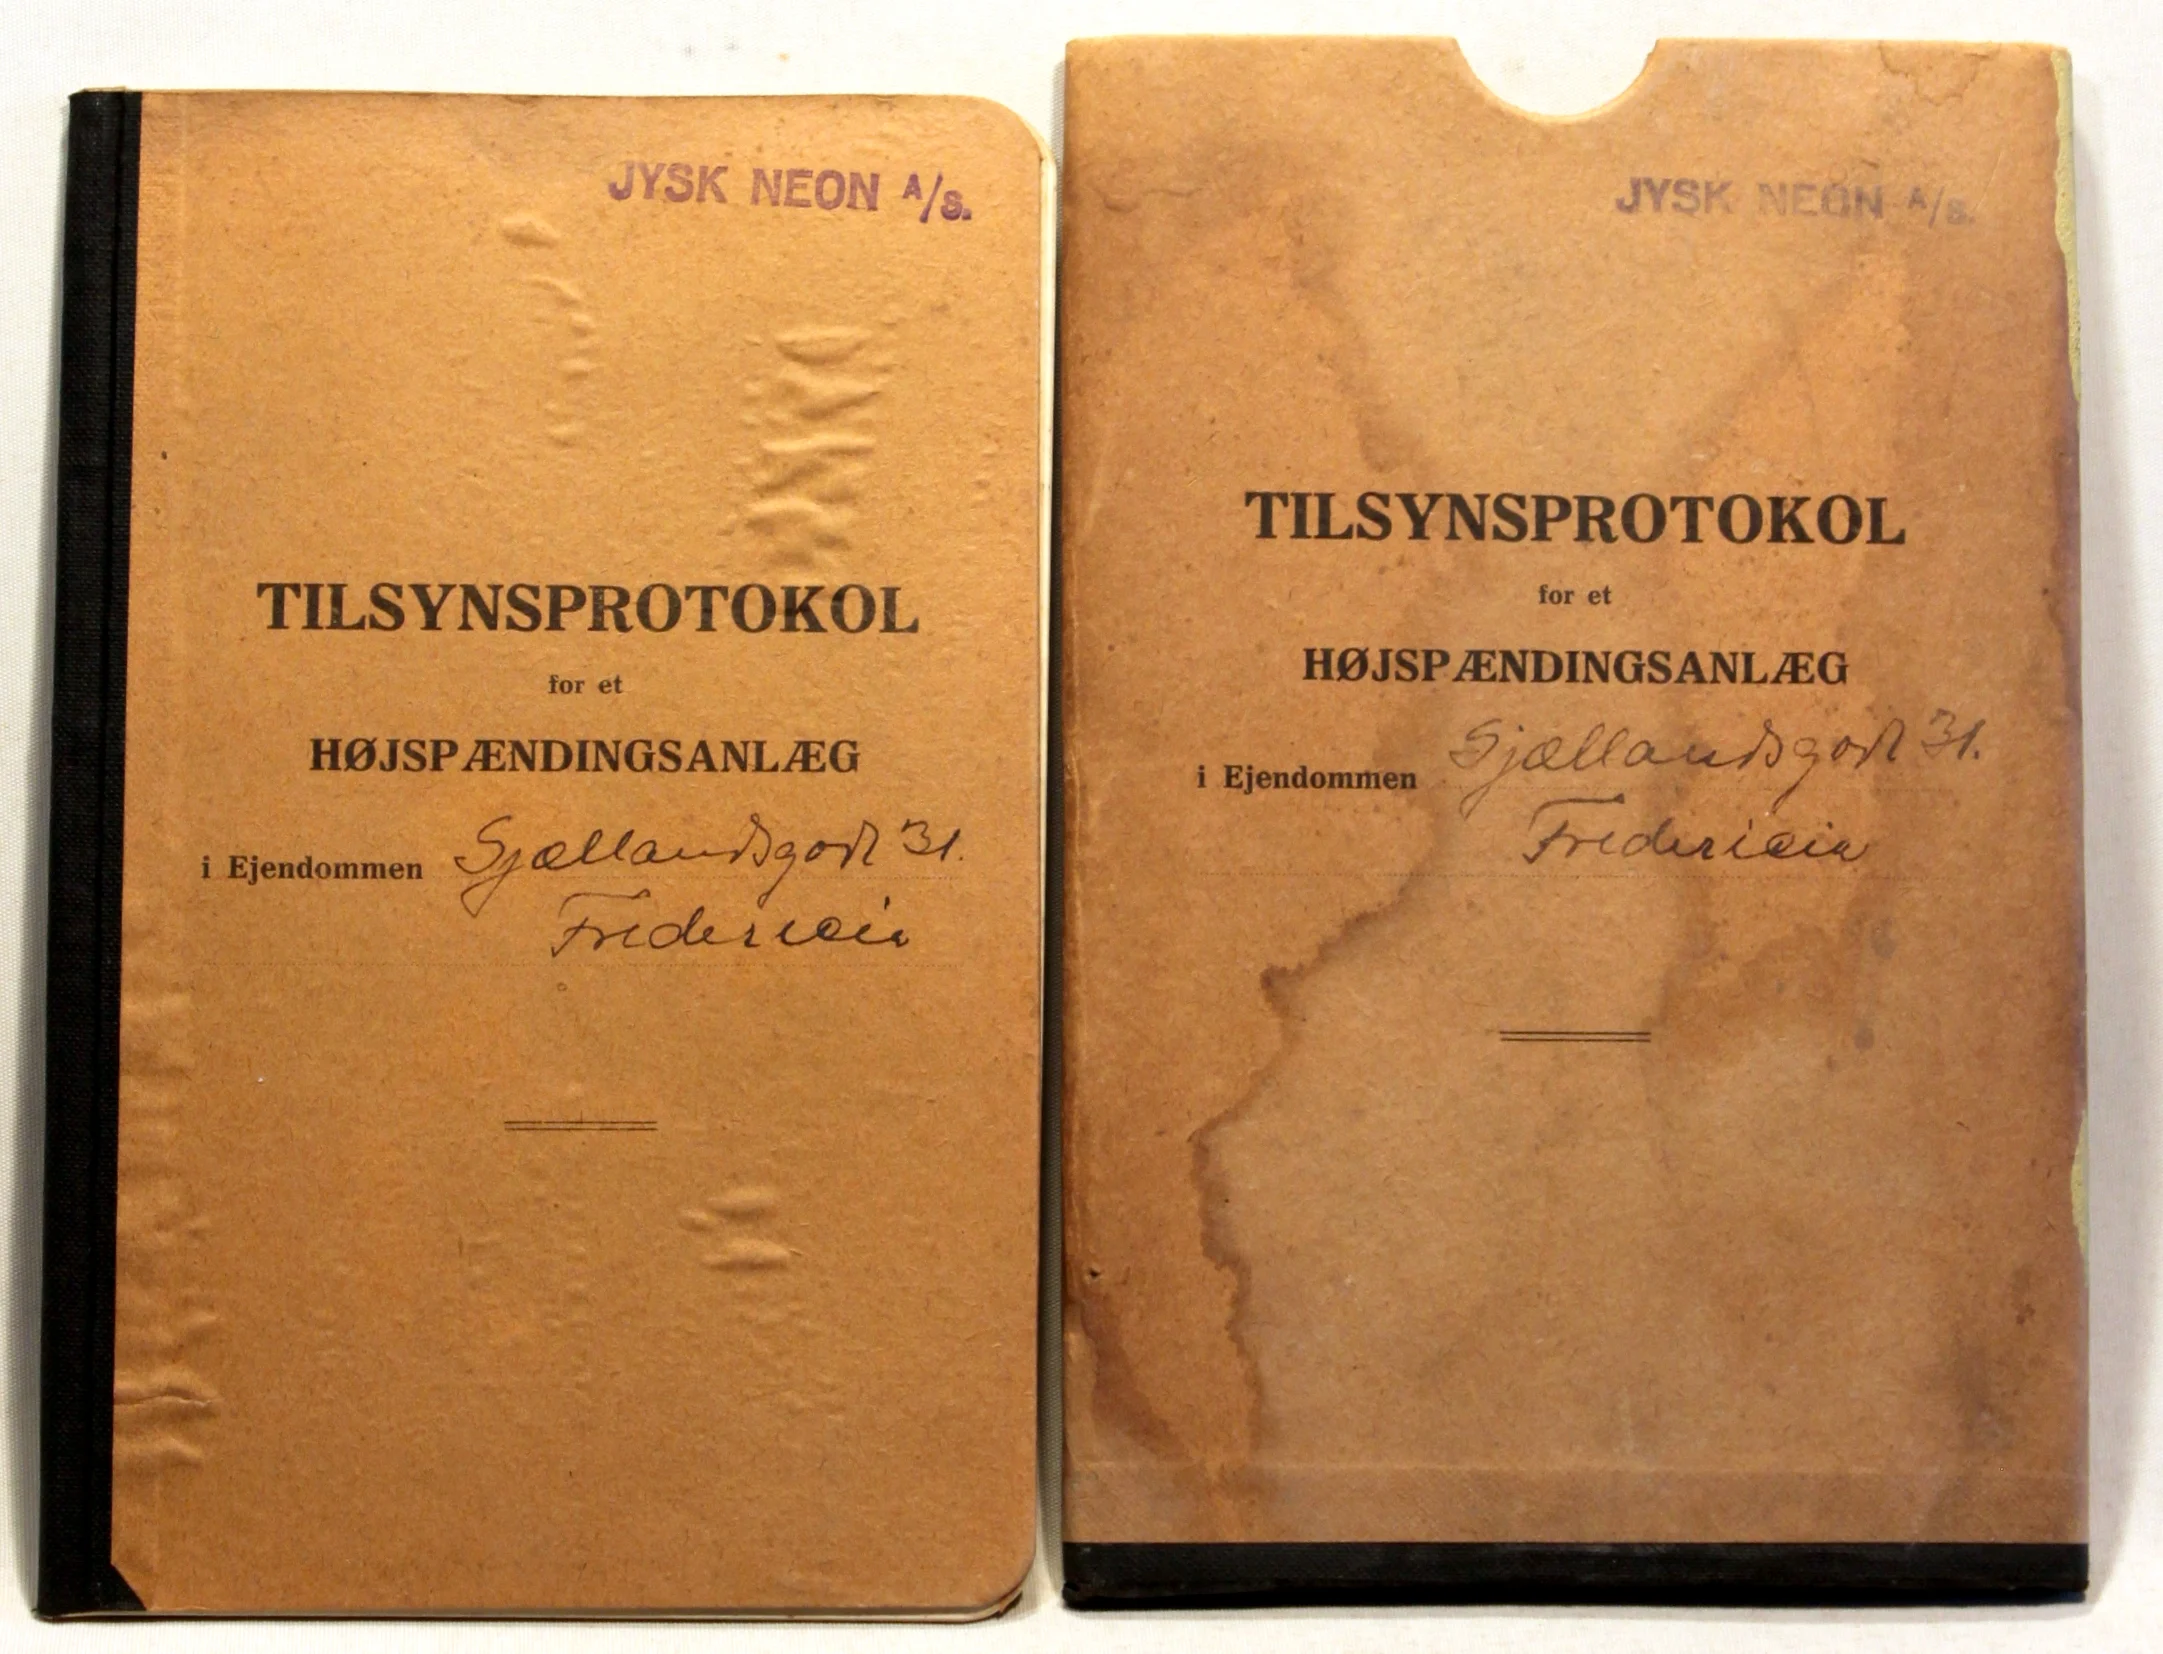 JYSK NEON A/S.
TILSYNSPROTOKOL
for et
HØJSPÆNDINGSANLÆG
i Ejendommen Sjællandsgade 31.
Fredericia
JYSK NEON A/S.
TILSYNSPROTOKOL
for et
HØJSPÆNDINGSANLÆG
i Ejendommen Sjællandsgade 31.
Fredericia